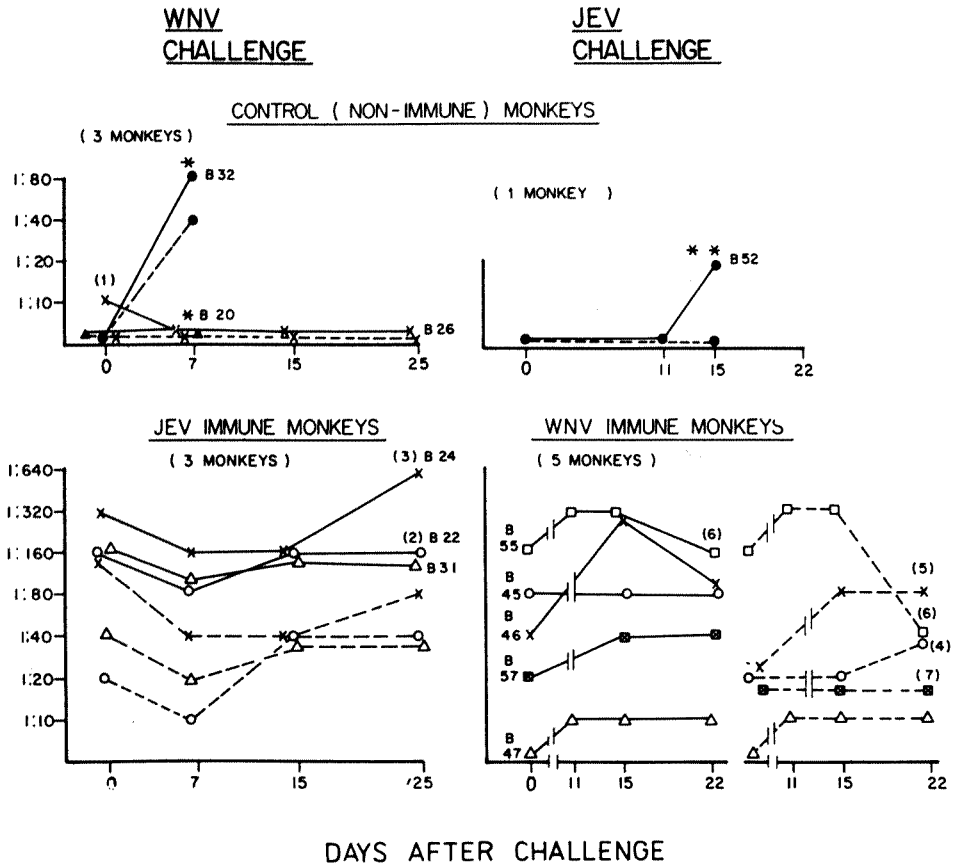 WNV CHALLENGE
JEV CHALLENGE
CONTROL ( NON-IMMUNE ) MONKEYS
( 3 MONKEYS)
1:80
1:40
1:20
1:10
*
B 32
(1)
* B 20
B 26
0 7 15 25
( 1 MONKEY )
* *
B 52
0 11 15 22
JEV IMMUNE MONKEYS
( 3 MONKEYS )
1:640
1:320
1:160
1:80
1:40
1:20
1:10
(3) B 24
(2) B 22
B 31
0 7 15 25
WNV IMMUNE MONKEYS
( 5 MONKEYS )
B 55
B 45
B 46
B 57
B 47
(6)
0 11 15 22
(5)
(6)
(4)
(7)
11 15 22
DAYS AFTER CHALLENGE